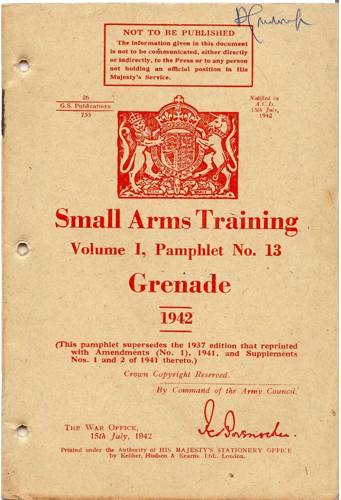 NOT TO BE PUBLISHED
The information given in this document
is not to be communicated, either directly
or indirectly, to the Press or to any person
not holding an official position in His
Majesty's Service.
26
G.S. Publications
755
Notified in
A.C.Is.
15th July,
1942
Small Arms Training
Volume I, Pamphlet No. 13
Grenade
1942
(This pamphlet supersedes the 1937 edition that reprinted
with Amendments (No. 1), 1941, and Supplements
Nos. 1 and 2 of 1941 thereto.)
Crown Copyright Reserved.
By Command of the Army Council,
THE WAR OFFICE,
15th July, 1942
Printed under the Authority of HIS MAJESTY'S STATIONERY OFFICE
by Keliher, Hudson & Kearns, Ltd., London.